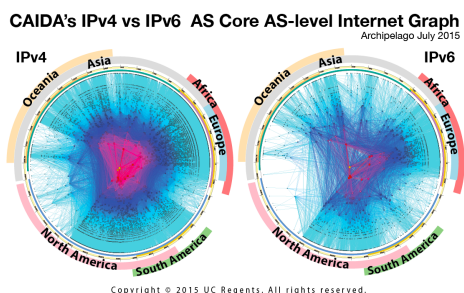 CAIDA's IPv4 vs IPv6 AS Core AS-level Internet Graph
Archipelago July 2015
IPv4
IPv6
Oceania
Asia
Africa
Europe
North America
South America
Oceania
Asia
Africa
Europe
North America
South America
Copyright © 2015 UC Regents. All rights reserved.